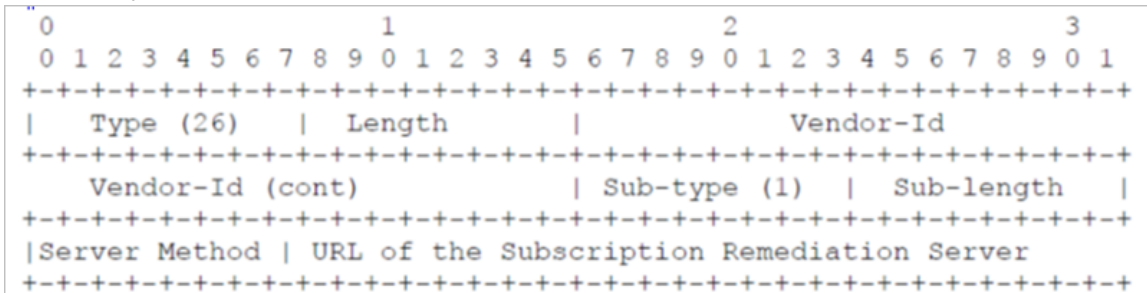 "
 0                   1                   2                   3
 0 1 2 3 4 5 6 7 8 9 0 1 2 3 4 5 6 7 8 9 0 1 2 3 4 5 6 7 8 9 0 1
+-+-+-+-+-+-+-+-+-+-+-+-+-+-+-+-+-+-+-+-+-+-+-+-+-+-+-+-+-+-+-+-+
|   Type (26)   |  Length       |            Vendor-Id
+-+-+-+-+-+-+-+-+-+-+-+-+-+-+-+-+-+-+-+-+-+-+-+-+-+-+-+-+-+-+-+-+
    Vendor-Id (cont)            | Sub-type (1)  |  Sub-length   |
+-+-+-+-+-+-+-+-+-+-+-+-+-+-+-+-+-+-+-+-+-+-+-+-+-+-+-+-+-+-+-+-+
|Server Method | URL of the Subscription Remediation Server
+-+-+-+-+-+-+-+-+-+-+-+-+-+-+-+-+-+-+-+-+-+-+-+-+-+-+-+-+-+-+-+-+